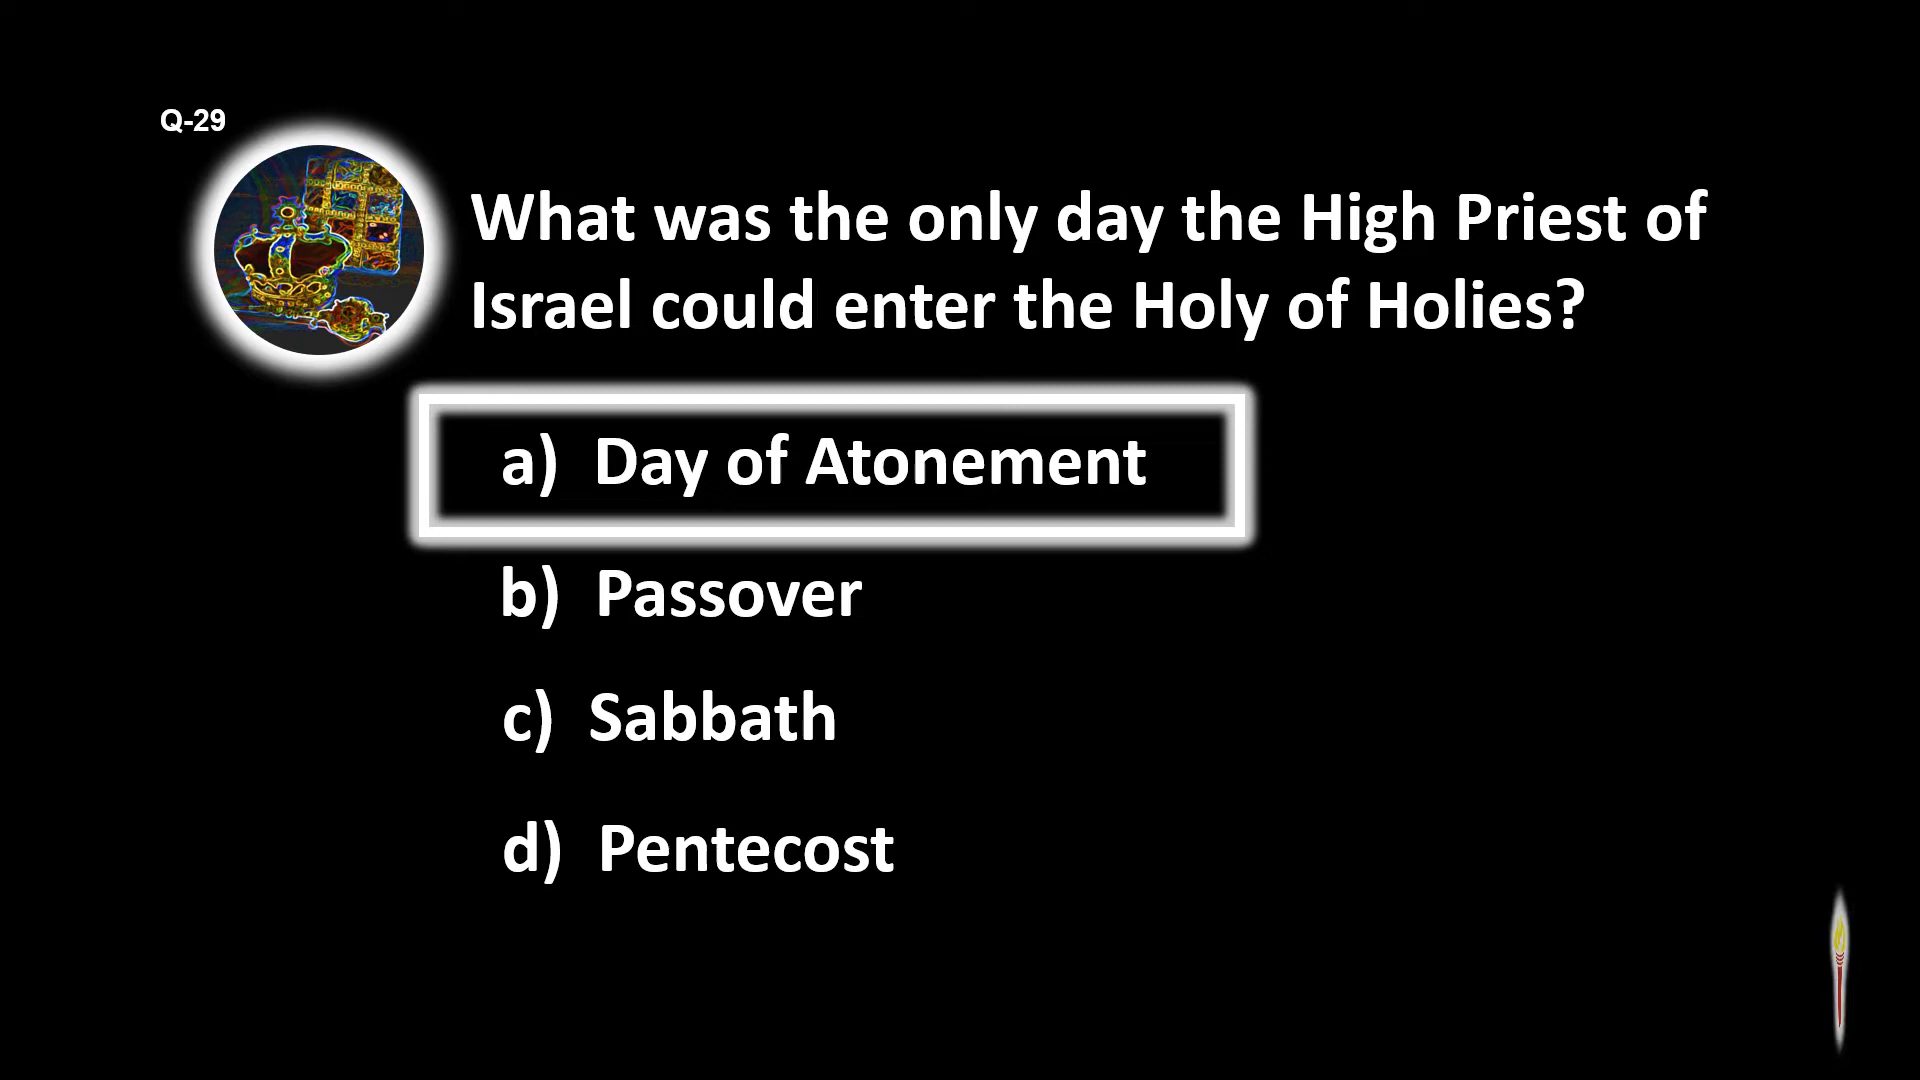 Q-29
What was the only day the High Priest of
Israel could enter the Holy of Holies?
a) Day of Atonement
b) Passover
c) Sabbath
d) Pentecost